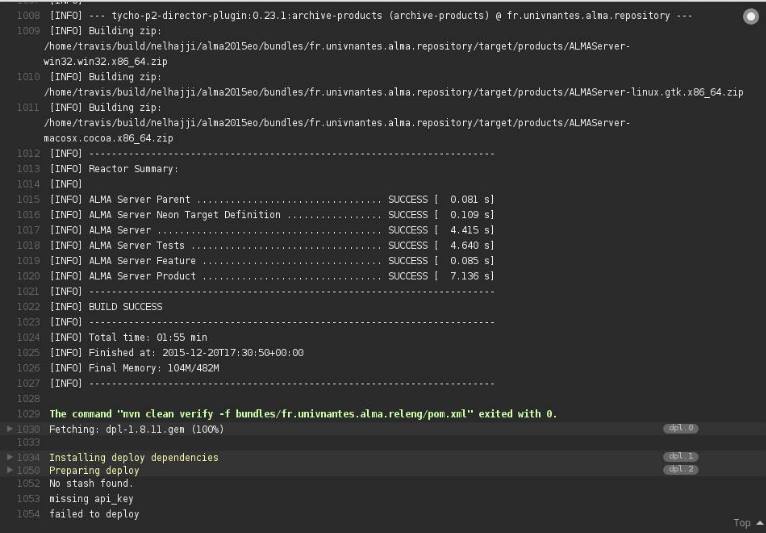 1008 [INFO] --- tycho-p2-director-plugin:0.23.1:archive-products (archive-products) @ fr.univnantes.alma.repository ---
1009 [INFO] Building zip:
/home/travis/build/nelhajji/alma2015eo/bundles/fr.univnantes.alma.repository/target/products/ALMAServer-
win32.win32.x86_64.zip
1010 [INFO] Building zip:
/home/travis/build/nelhajji/alma2015eo/bundles/fr.univnantes.alma.repository/target/products/ALMAServer-linux.gtk.x86_64.zip
1011 [INFO] Building zip:
/home/travis/build/nelhajji/alma2015eo/bundles/fr.univnantes.alma.repository/target/products/ALMAServer-
macosx.cocoa.x86_64.zip
1012 [INFO] ------------------------------------------------------------------------
1013 [INFO] Reactor Summary:
1014 [INFO]
1015 [INFO] ALMA Server Parent ................................ SUCCESS [  0.081 s]
1016 [INFO] ALMA Server Neon Target Definition ................ SUCCESS [  0.109 s]
1017 [INFO] ALMA Server ....................................... SUCCESS [  4.415 s]
1018 [INFO] ALMA Server Tests ................................. SUCCESS [  4.640 s]
1019 [INFO] ALMA Server Feature ............................... SUCCESS [  0.085 s]
1020 [INFO] ALMA Server Product ............................... SUCCESS [  7.136 s]
1021 [INFO] ------------------------------------------------------------------------
1022 [INFO] BUILD SUCCESS
1023 [INFO] ------------------------------------------------------------------------
1024 [INFO] Total time: 01:55 min
1025 [INFO] Finished at: 2015-12-20T17:30:50+00:00
1026 [INFO] Final Memory: 104M/482M
1027 [INFO] ------------------------------------------------------------------------
1028
1029 The command "mvn clean verify -f bundles/fr.univnantes.alma.releng/pom.xml" exited with 0.
1030 Fetching: dpl-1.8.11.gem (100%) dpl.0
1033
1034 Installing deploy dependencies dpl.1
1050 Preparing deploy dpl.2
1052 No stash found.
1053 missing api_key
1054 failed to deploy
Top